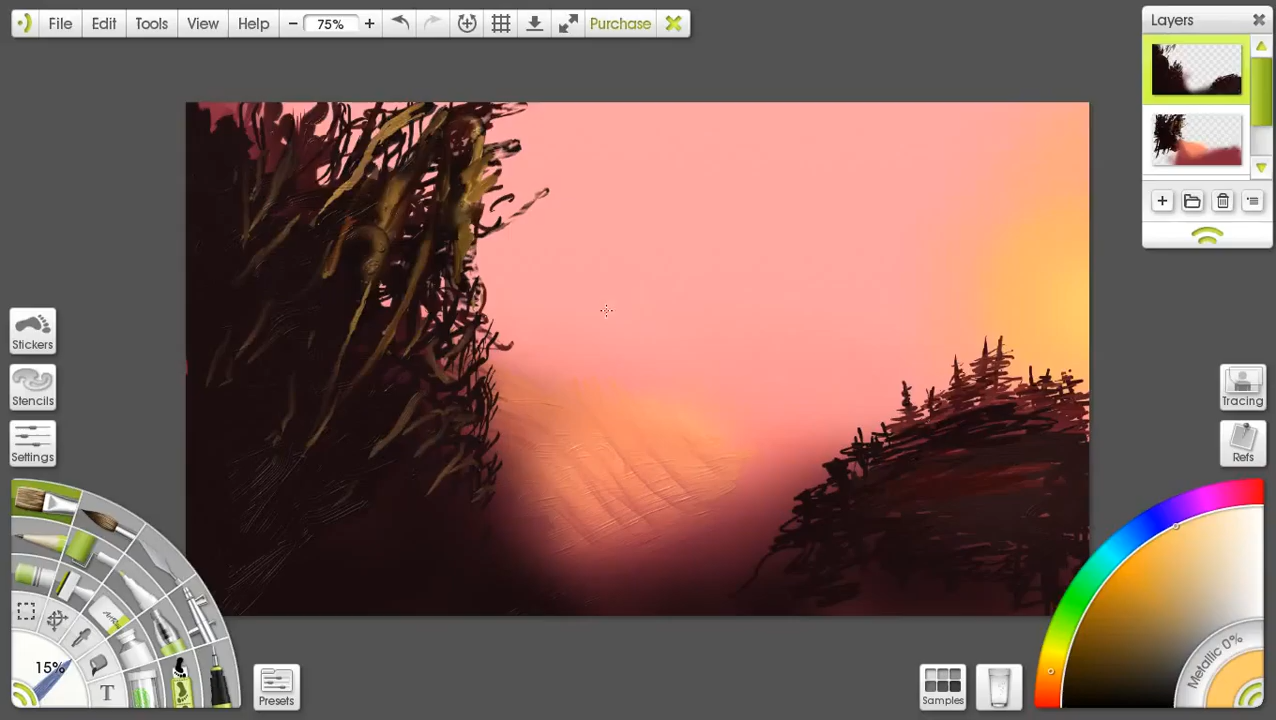 File Edit Tools View Help − 75% + Purchase
Layers
Stickers
Stencils
Settings
Tracing
Refs
15%
T
Presets
Samples
Metallic 0%